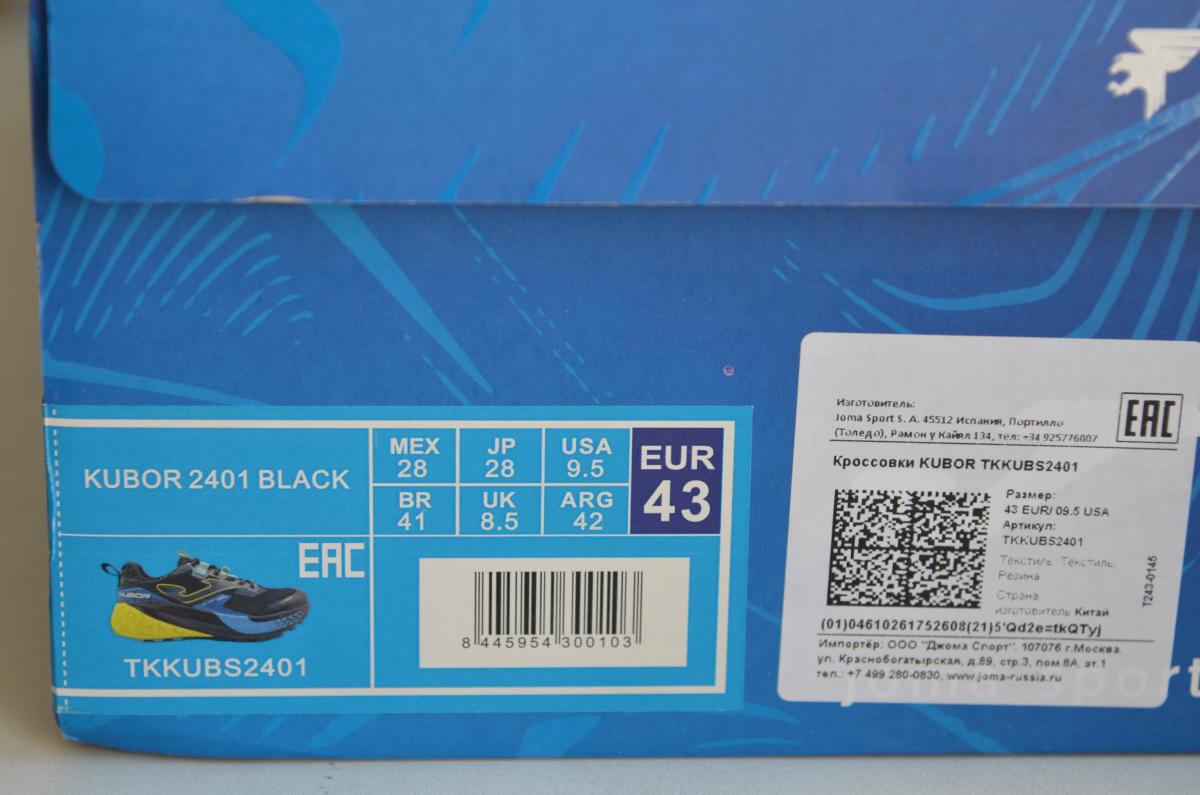 KUBOR 2401 BLACK
MEX
28
JP
28
USA
9.5
BR
41
UK
8.5
ARG
42
EUR
43
EAC
KUBOR
TKKUBS2401
8 445954 300103
Изготовитель:
Joma Sport S. A. 45512 Испания, Портилло
(Толедо), Рамон у Кайял 134, тел: +34 925776007
EAC
Кроссовки KUBOR TKKUBS2401
Размер:
43 EUR/ 09.5 USA
Артикул:
TKKUBS2401
Текстиль, Текстиль,
Резина
Страна
изготовитель Китай
T243-0145
(01)04610261752608(21)5'Qd2e=tkQTyj
Импортёр: ООО "Джома Спорт", 107076 г.Москва,
ул. Краснобогатырская, д.89, стр.3, пом.8А, эт.1
тел.: +7 499 280-0830, www.joma-russia.ru
joma-sport